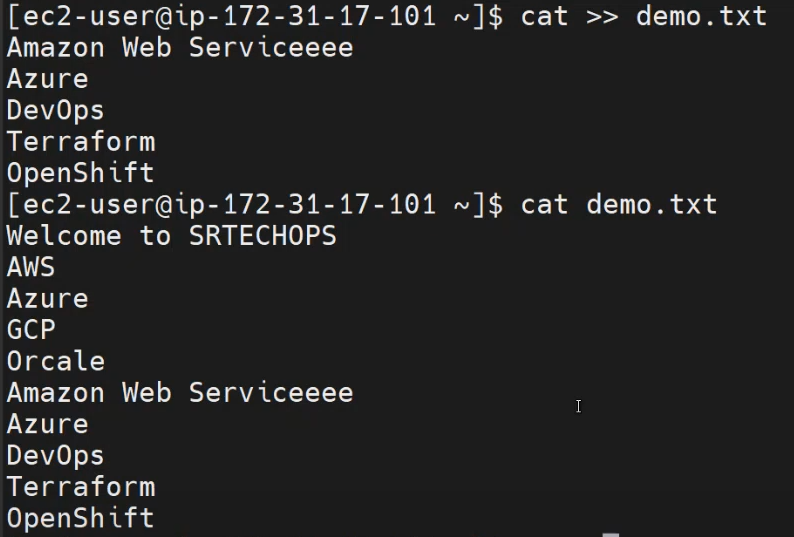 [ec2-user@ip-172-31-17-101 ~]$ cat >> demo.txt
Amazon Web Serviceeee
Azure
DevOps
Terraform
OpenShift
[ec2-user@ip-172-31-17-101 ~]$ cat demo.txt
Welcome to SRTECHOPS
AWS
Azure
GCP
Orcale
Amazon Web Serviceeee
Azure
DevOps
Terraform
OpenShift